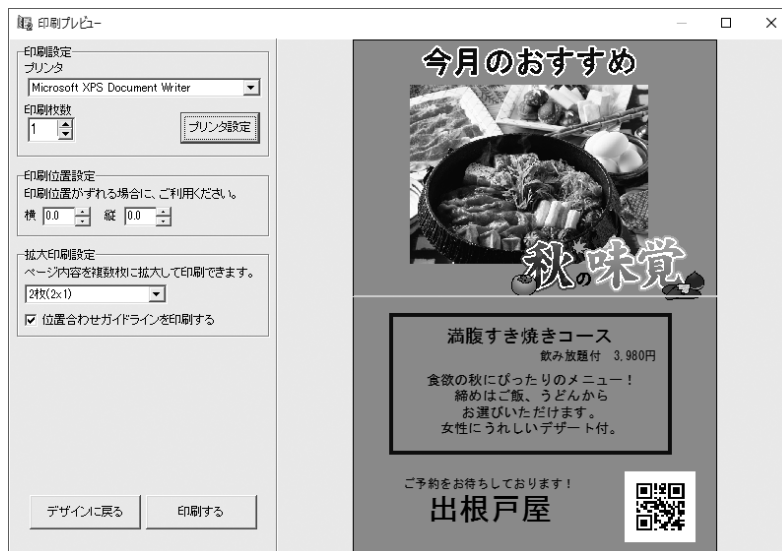 印刷プレビュー
印刷設定
プリンタ
Microsoft XPS Document Writer
印刷枚数
1
プリンタ設定
印刷位置設定
印刷位置がずれる場合に、ご利用ください。
横 0.0 縦 0.0
拡大印刷設定
ページ内容を複数枚に拡大して印刷できます。
2枚(2x1)
位置合わせガイドラインを印刷する
デザインに戻る
印刷する
今月のおすすめ
秋の味覚
満腹すき焼きコース
飲み放題付 3,980円
食欲の秋にぴったりのメニュー！
締めはご飯、うどんから
お選びいただけます。
女性にうれしいデザート付。
ご予約をお待ちしております！
出根戸屋